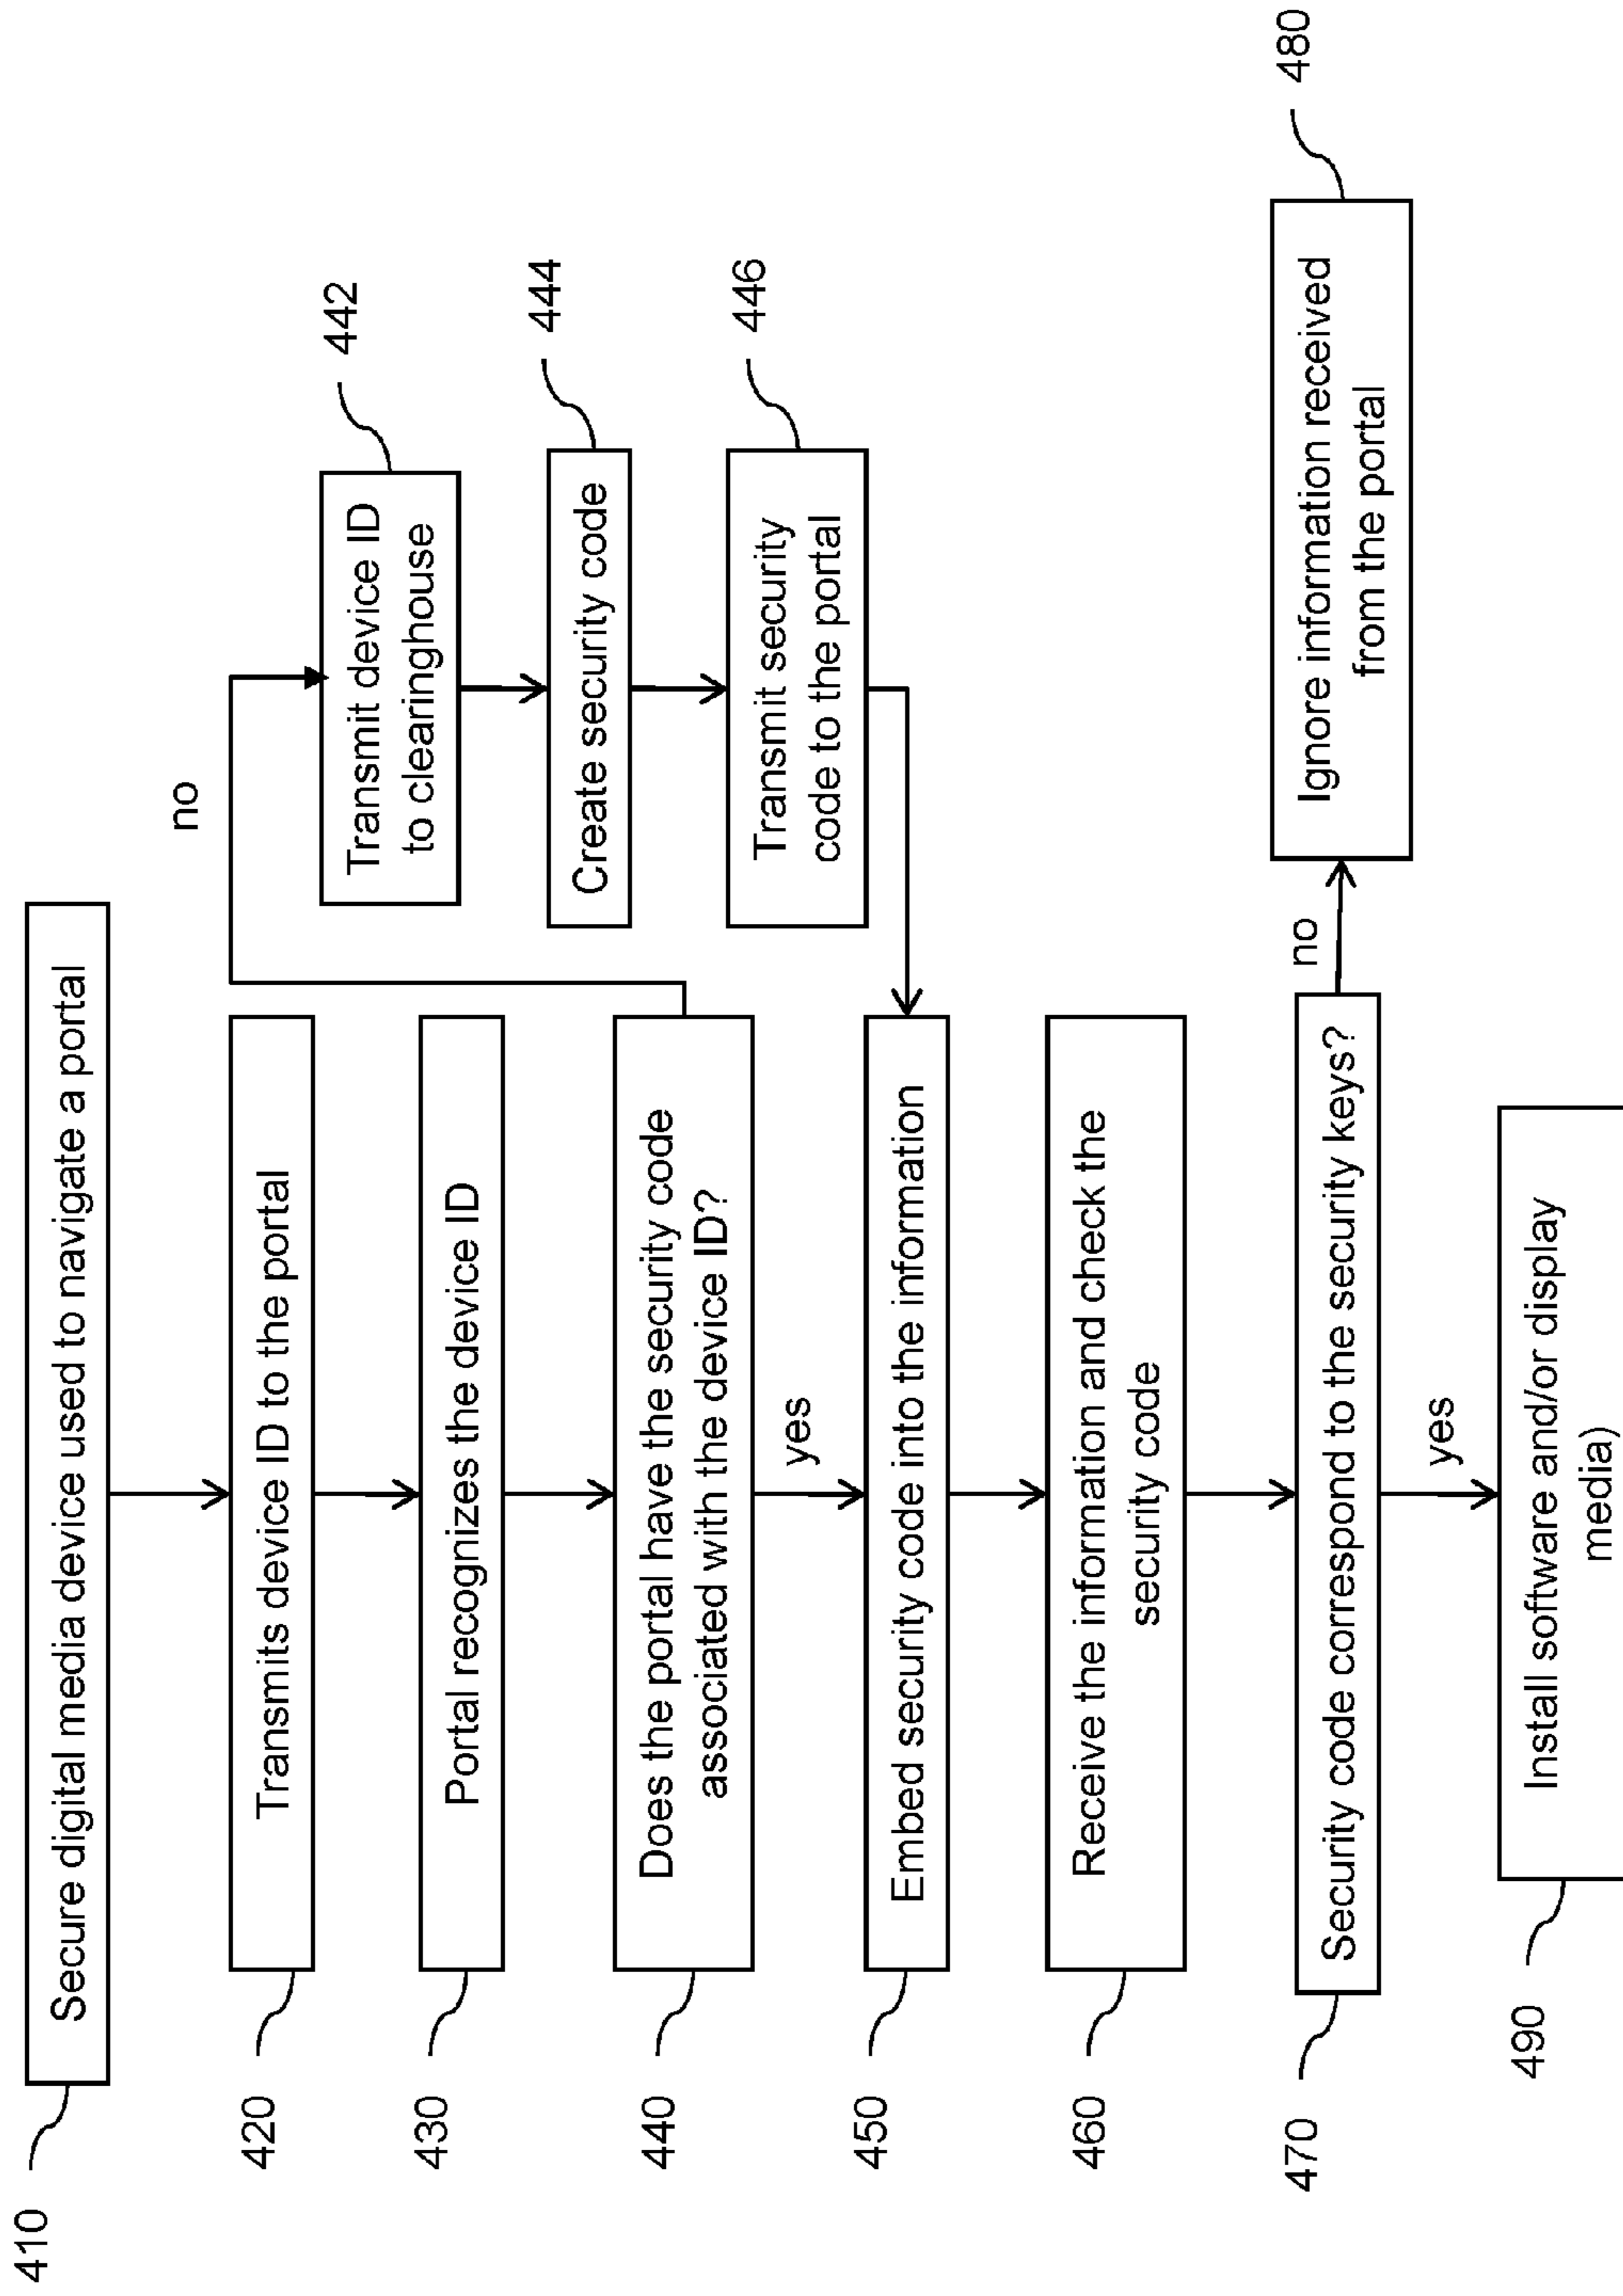 410
Secure digital media device used to navigate a portal
420
Transmits device ID to the portal
430
Portal recognizes the device ID
no
440
Does the portal have the security code
associated with the device ID?
442
Transmit device ID
to clearinghouse
444
Create security code
446
Transmit security
code to the portal
yes
450
Embed security code into the information
460
Receive the information and check the
security code
470
Security code correspond to the security keys?
no
480
Ignore information received
from the portal
yes
490
Install software and/or display
media)